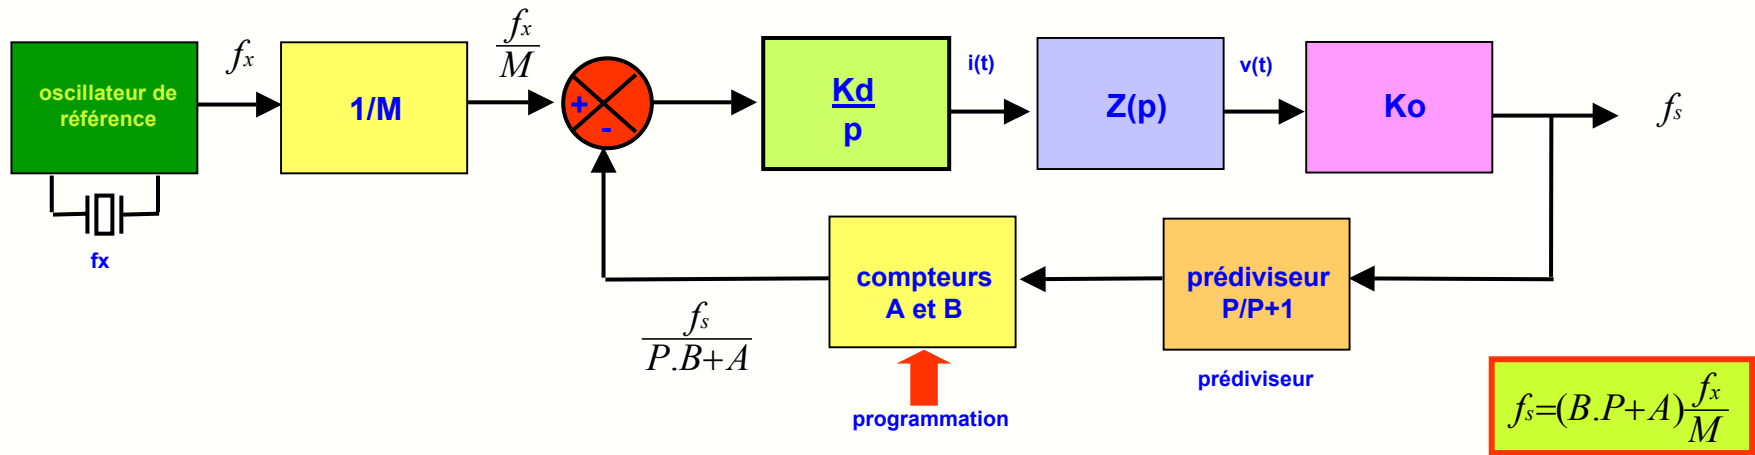 oscillateur de
référence
fx
fx
1/M
fx
M
+
-
Kd
p
i(t)
Z(p)
v(t)
Ko
fs
compteurs
A et B
programmation
prédiviseur
P/P+1
prédiviseur
fs
P.B+A
fs=(B.P+A)fx
M